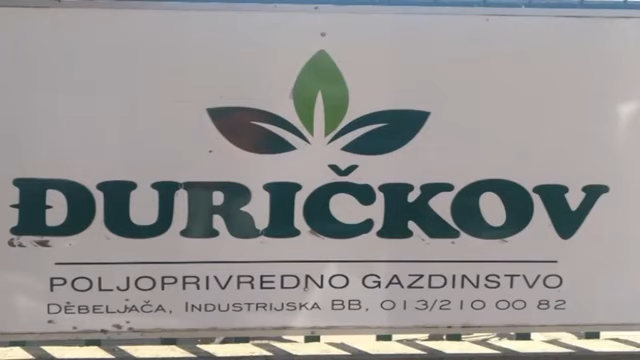 ĐURIČKOV
POLJOPRIVREDNO GAZDINSTVO
DEBELJAČA, INDUSTRIJSKA BB, 013/210 00 82